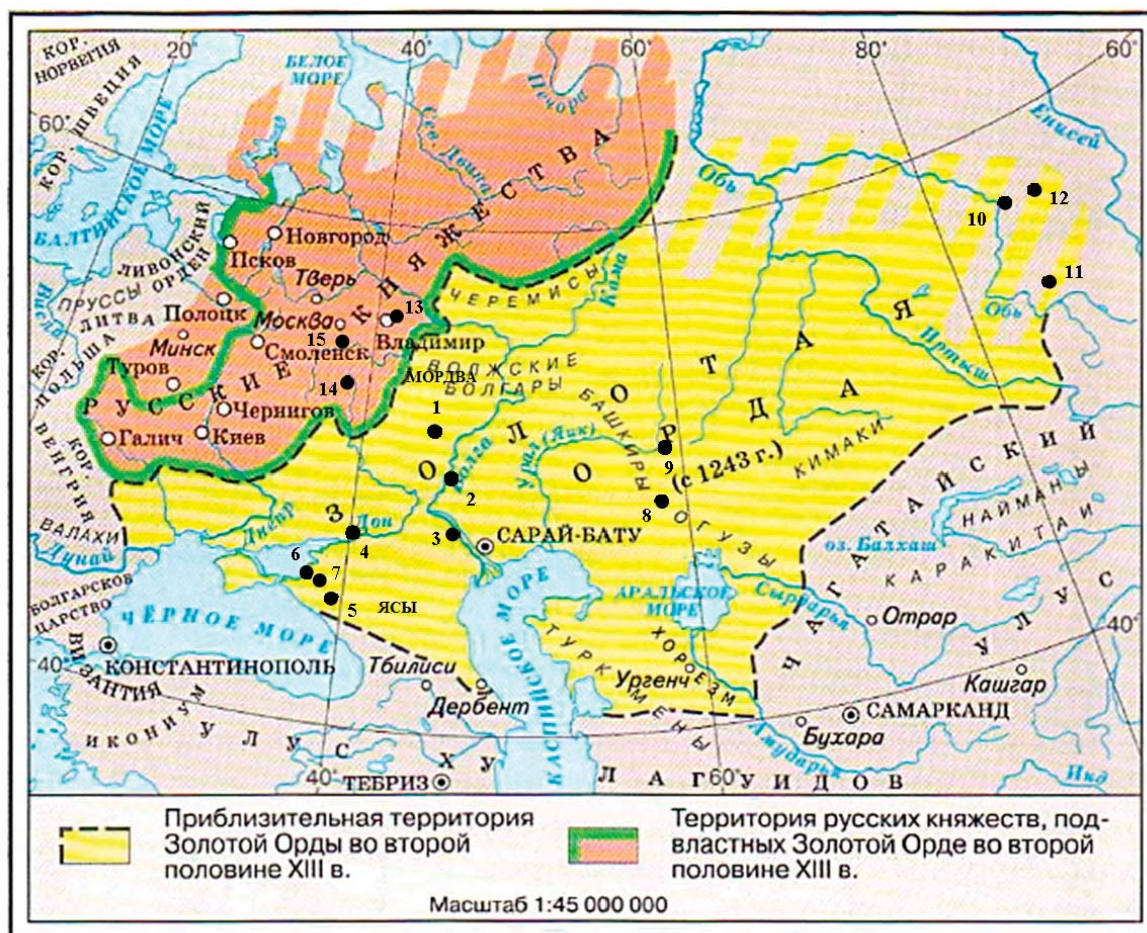 КОР.
НОРВЕГИЯ
20°
40°
60°
80°
60°
БЕЛОЕ
МОРЕ
Печора
Енисей
КОР. ШВЕЦИЯ
60°
Сев. Двина
Обь
10
12
11
БАЛТИЙСКОЕ МОРЕ
ЛИВОНСКИЙ
ОРДЕН
Новгород
Псков
РУССКИЕ КНЯЖЕСТВА
Тверь
ЧЕРЕМИСЫ
Кама
Обь
Иртыш
Висла
ПРУССЫ
ЛИТВА
Полоцк
Москва
13
Владимир
15
Минск
Смоленск
КОР.
ПОЛЬША
Туров
14
МОРДВА
ВОЛЖСКИЕ
БОЛГАРЫ
ЗОЛОТАЯ
ОРДА
(с 1243 г.)
БАШКИРЫ
КИМАКИ
Чернигов
Галич
Киев
1
КОР.
ВЕНГРИЯ
Волга
Урал (Яик)
9
2
8
ОГУЗЫ
ЧАГАТАЙСКИЙ
УЛУС
НАЙМАНЫ
КАРАКИТАИ
оз. Балхаш
ВАЛАХИ
Дунай
Днепр
Дон
4
3
САРАЙ-БАТУ
6
7
5
ЯСЫ
АРАЛЬСКОЕ
МОРЕ
Сырдарья
Отрар
БОЛГАРСКОЕ
ЦАРСТВО
ЧЁРНОЕ МОРЕ
КАСПИЙСКОЕ МОРЕ
ТУРКМЕНЫ
ХОРЕЗМ
40°
40°
КОНСТАНТИНОПОЛЬ
ВИЗАНТИЯ
Тбилиси
Дербент
Ургенч
Кашгар
САМАРКАНД
Бухара
ИКОНИУМ
УЛУС ХУЛАГУИДОВ
40°
ТЕБРИЗ
60°
Амударья
Инд
Приблизительная территория
Золотой Орды во второй
половине XIII в.
Территория русских княжеств, под-
властных Золотой Орде во второй
половине XIII в.
Масштаб 1:45 000 000